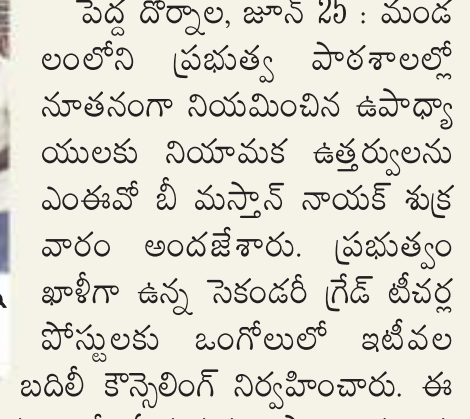 పెద్ద దోర్నాల, జూన్ 25 : మండ
లంలోని ప్రభుత్వ పాఠశాలల్లో
నూతనంగా నియమించిన ఉపాధ్యా
యులకు నియామక ఉత్తర్వులను
ఎంఈవో బీ మస్తాన్ నాయక్ శుక్ర
వారం అందజేశారు. ప్రభుత్వం
ఖాళీగా ఉన్న సెకండరీ గ్రేడ్ టీచర్ల
పోస్టులకు ఒంగోలులో ఇటీవల
బదిలీ కౌన్సెలింగ్ నిర్వహించారు. ఈ